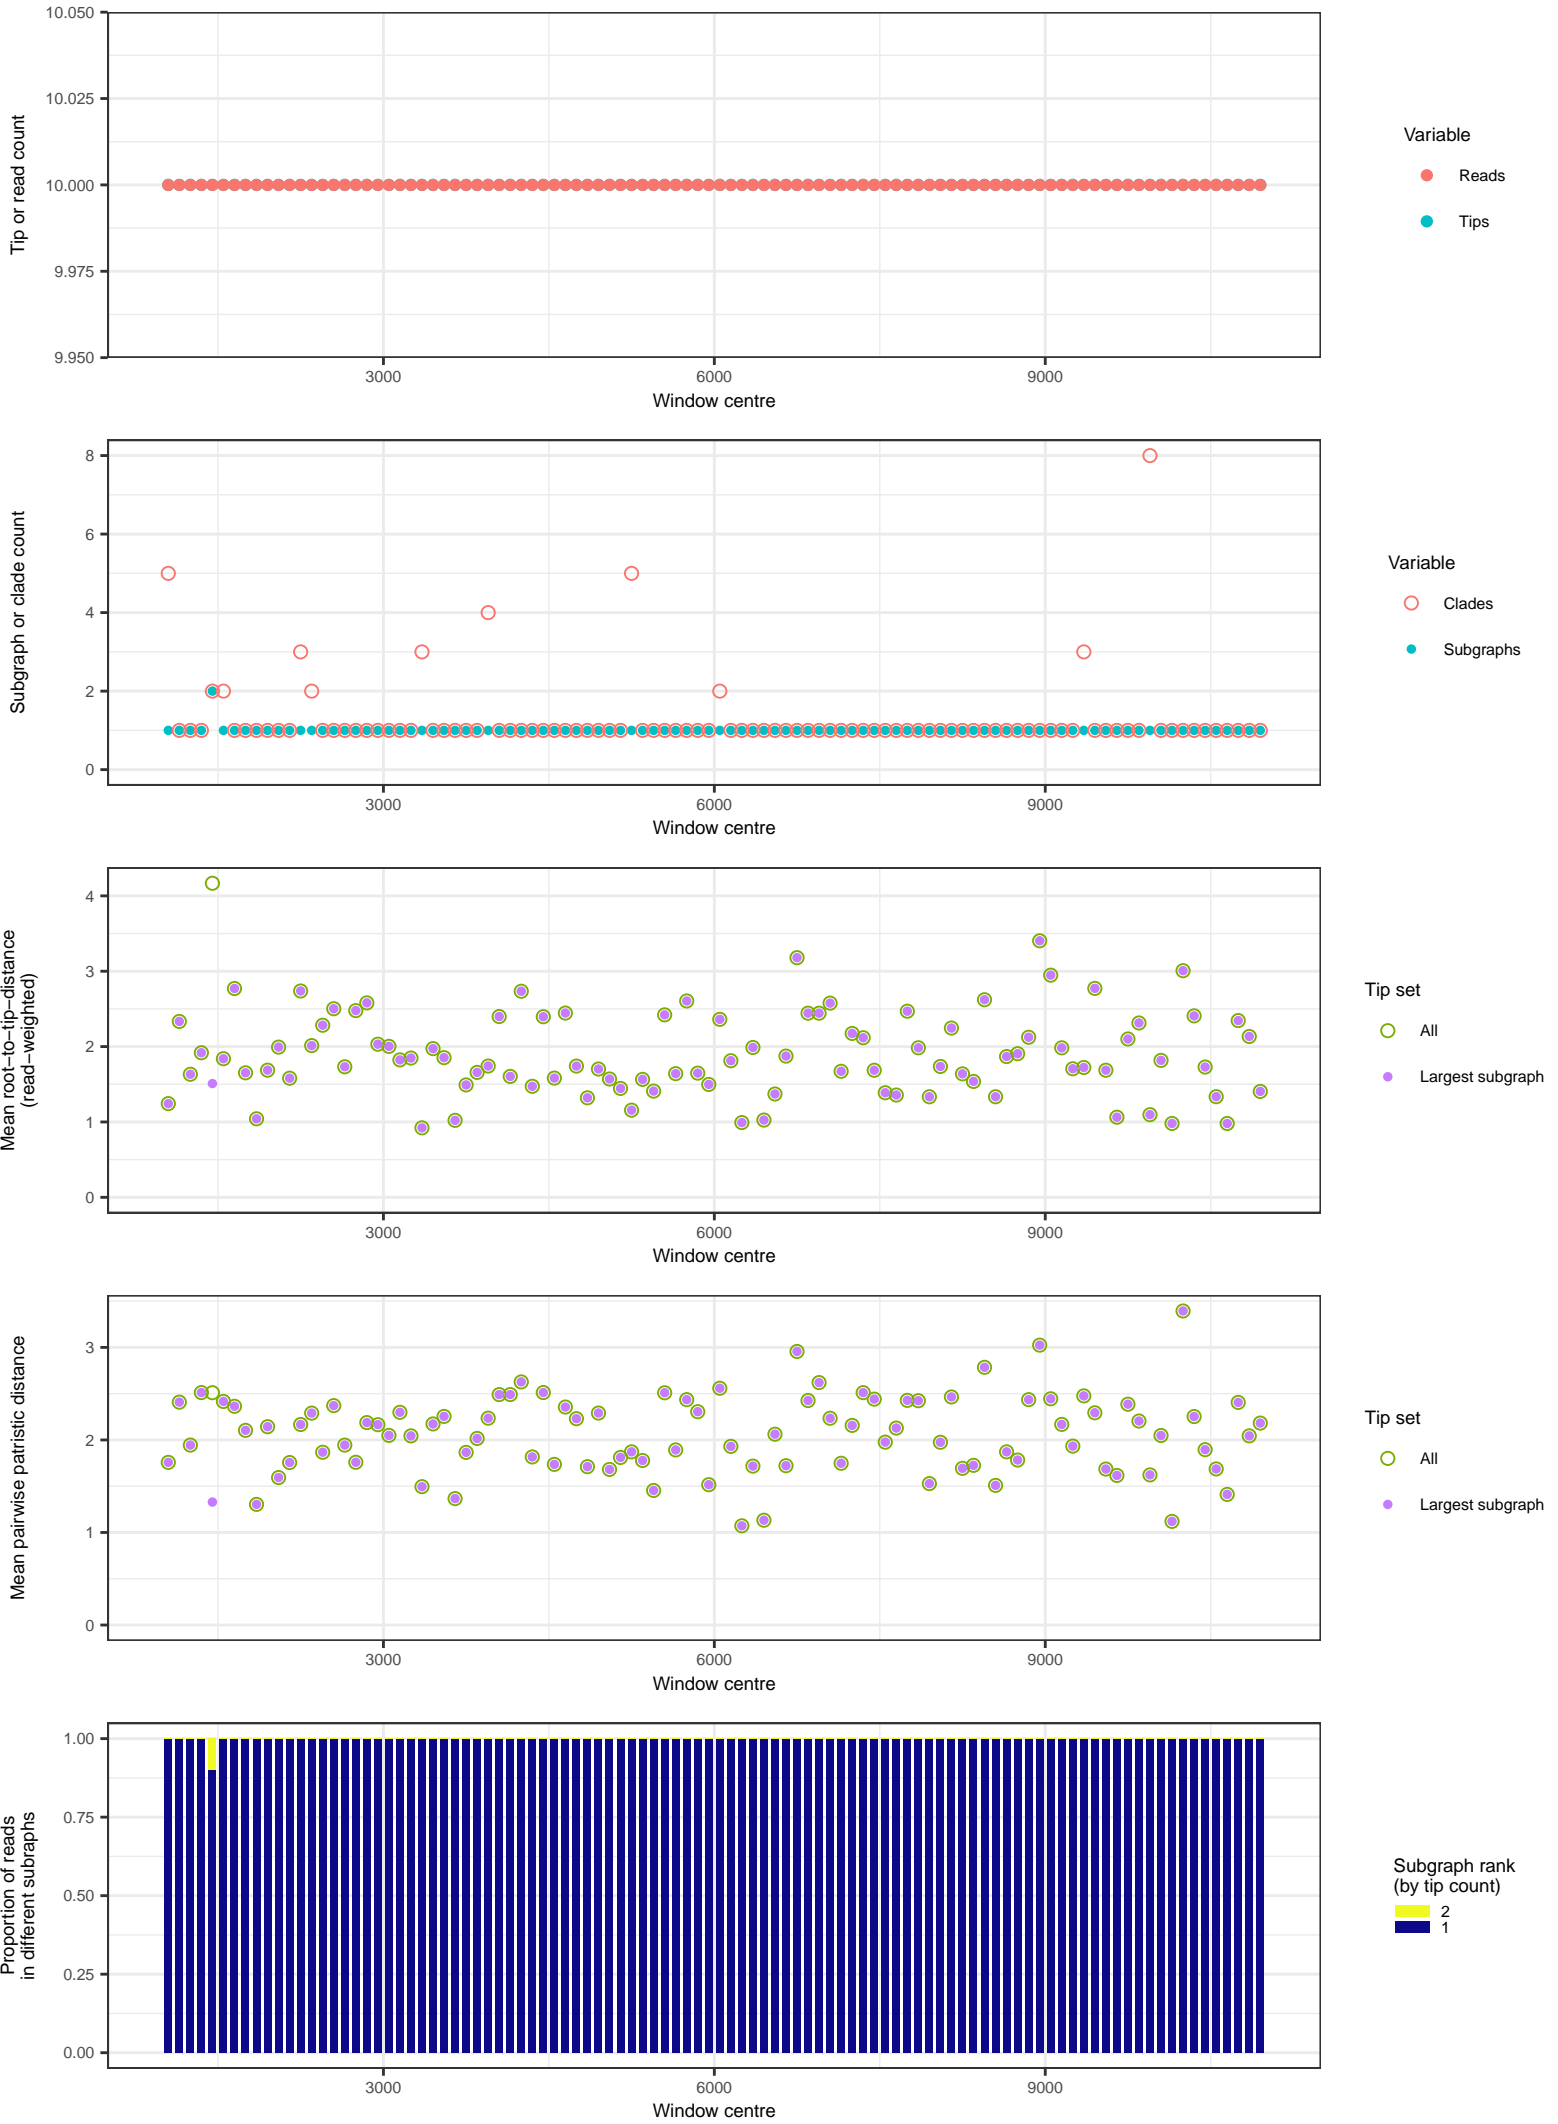 10.050
10.025
10.000
9.975
9.950
Tip or read count
3000 6000 9000
Window centre
Variable
Reads
Tips
8
6
4
2
0
Subgraph or clade count
3000 6000 9000
Window centre
Variable
Clades
Subgraphs
4
3
2
1
0
Mean root−to−tip−distance
(read−weighted)
3000 6000 9000
Window centre
Tip set
All
Largest subgraph
3
2
1
0
Mean pairwise patristic distance
3000 6000 9000
Window centre
Tip set
All
Largest subgraph
1.00
0.75
0.50
0.25
0.00
Proportion of reads
in different subraphs
3000 6000 9000
Window centre
Subgraph rank
(by tip count)
2
1